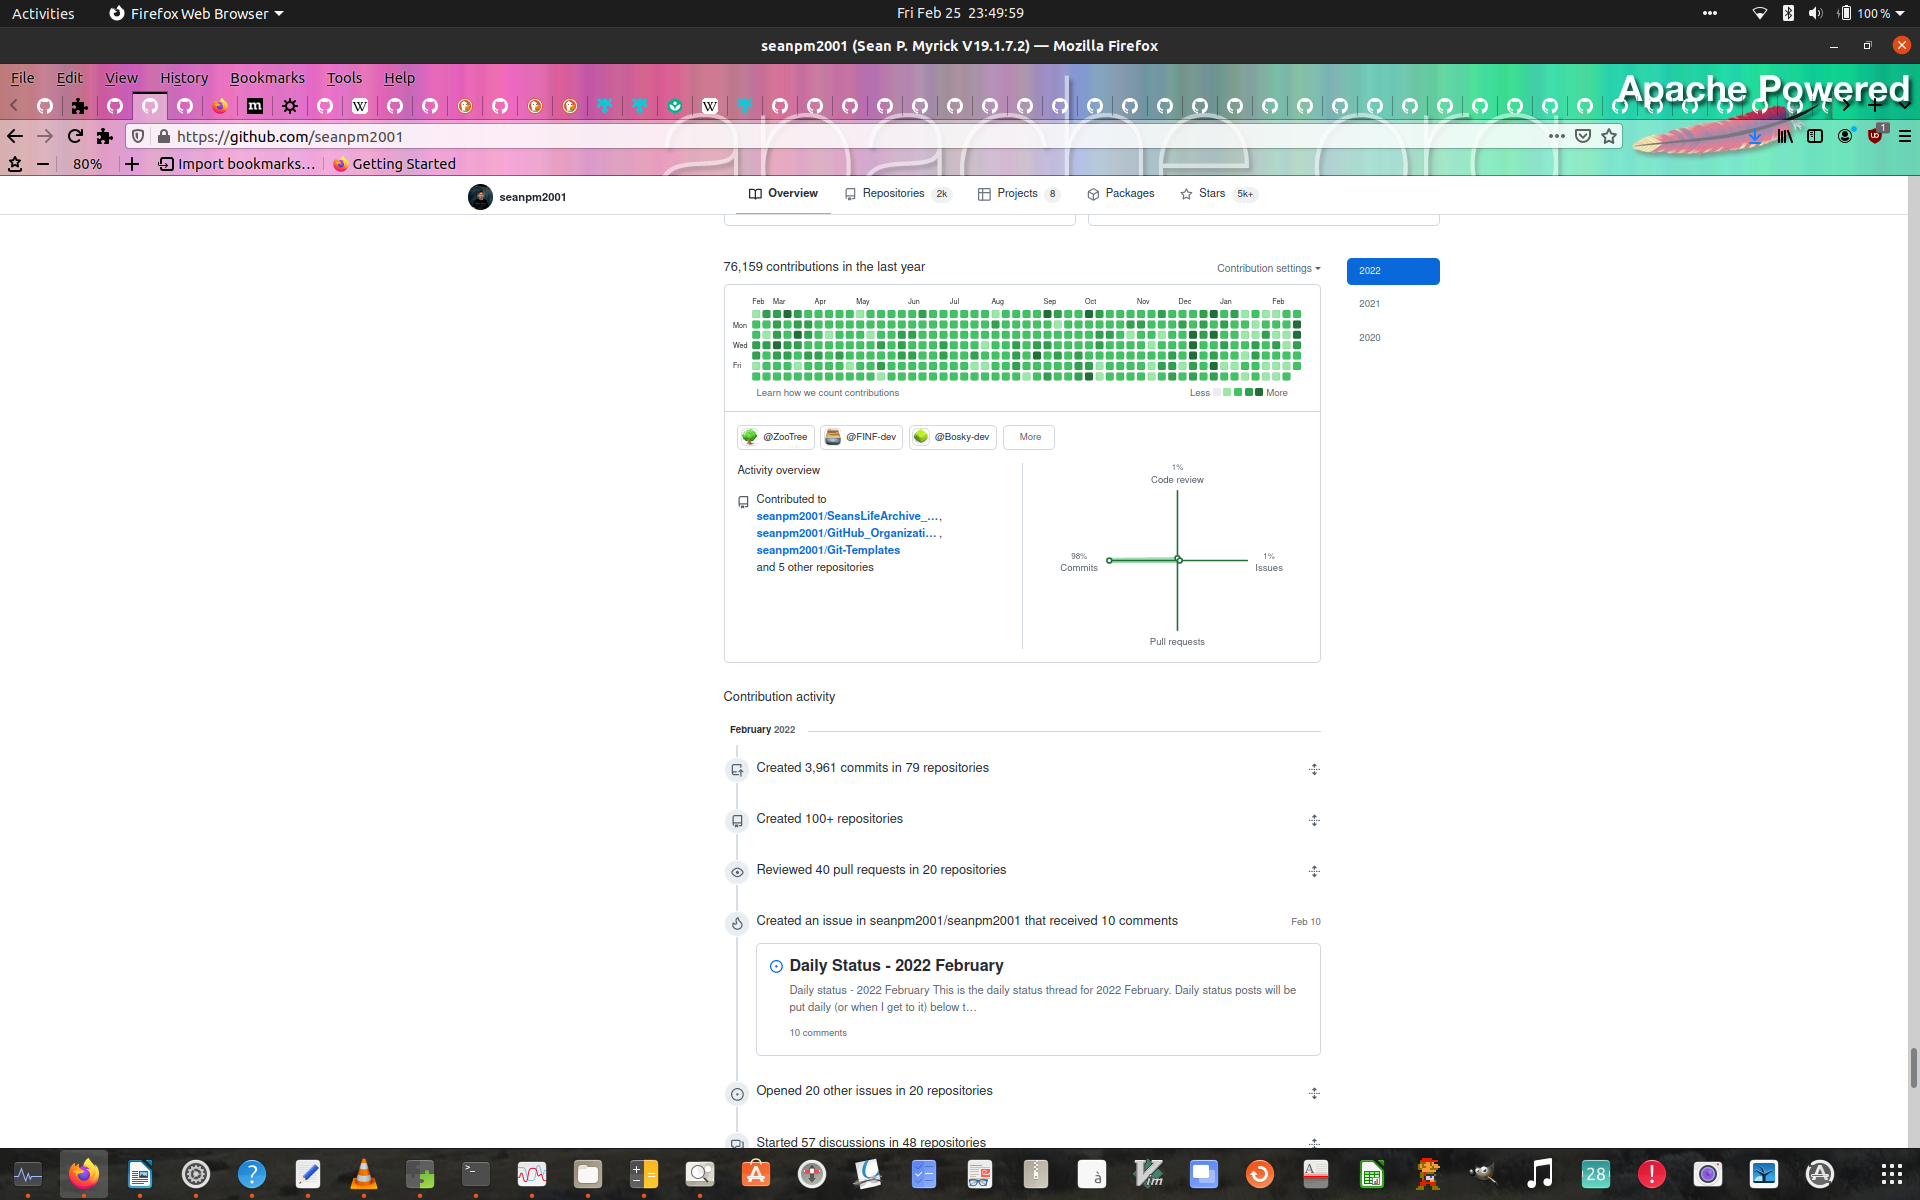 Activities
Firefox Web Browser
Fri Feb 25 23:49:59
100 %
seanpm2001 (Sean P. Myrick V19.1.7.2) — Mozilla Firefox
File Edit View History Bookmarks Tools Help
Apache Powered
https://github.com/seanpm2001
80%
Import bookmarks...
Getting Started
seanpm2001
Overview
Repositories 2k
Projects 8
Packages
Stars 5k+
76,159 contributions in the last year
Contribution settings
2022
2021
2020
Feb Mar Apr May Jun Jul Aug Sep Oct Nov Dec Jan Feb
Mon
Wed
Fri
Learn how we count contributions
Less More
@ZooTree
@FINF-dev
@Bosky-dev
More
Activity overview
Contributed to
seanpm2001/SeansLifeArchive_... ,
seanpm2001/GitHub_Organizati... ,
seanpm2001/Git-Templates
and 5 other repositories
1%
Code review
98%
Commits
1%
Issues
Pull requests
Contribution activity
February 2022
Created 3,961 commits in 79 repositories
Created 100+ repositories
Reviewed 40 pull requests in 20 repositories
Created an issue in seanpm2001/seanpm2001 that received 10 comments
Feb 10
Daily Status - 2022 February
Daily status - 2022 February This is the daily status thread for 2022 February. Daily status posts will be
put daily (or when I get to it) below t...
10 comments
Opened 20 other issues in 20 repositories
Started 57 discussions in 48 repositories
28